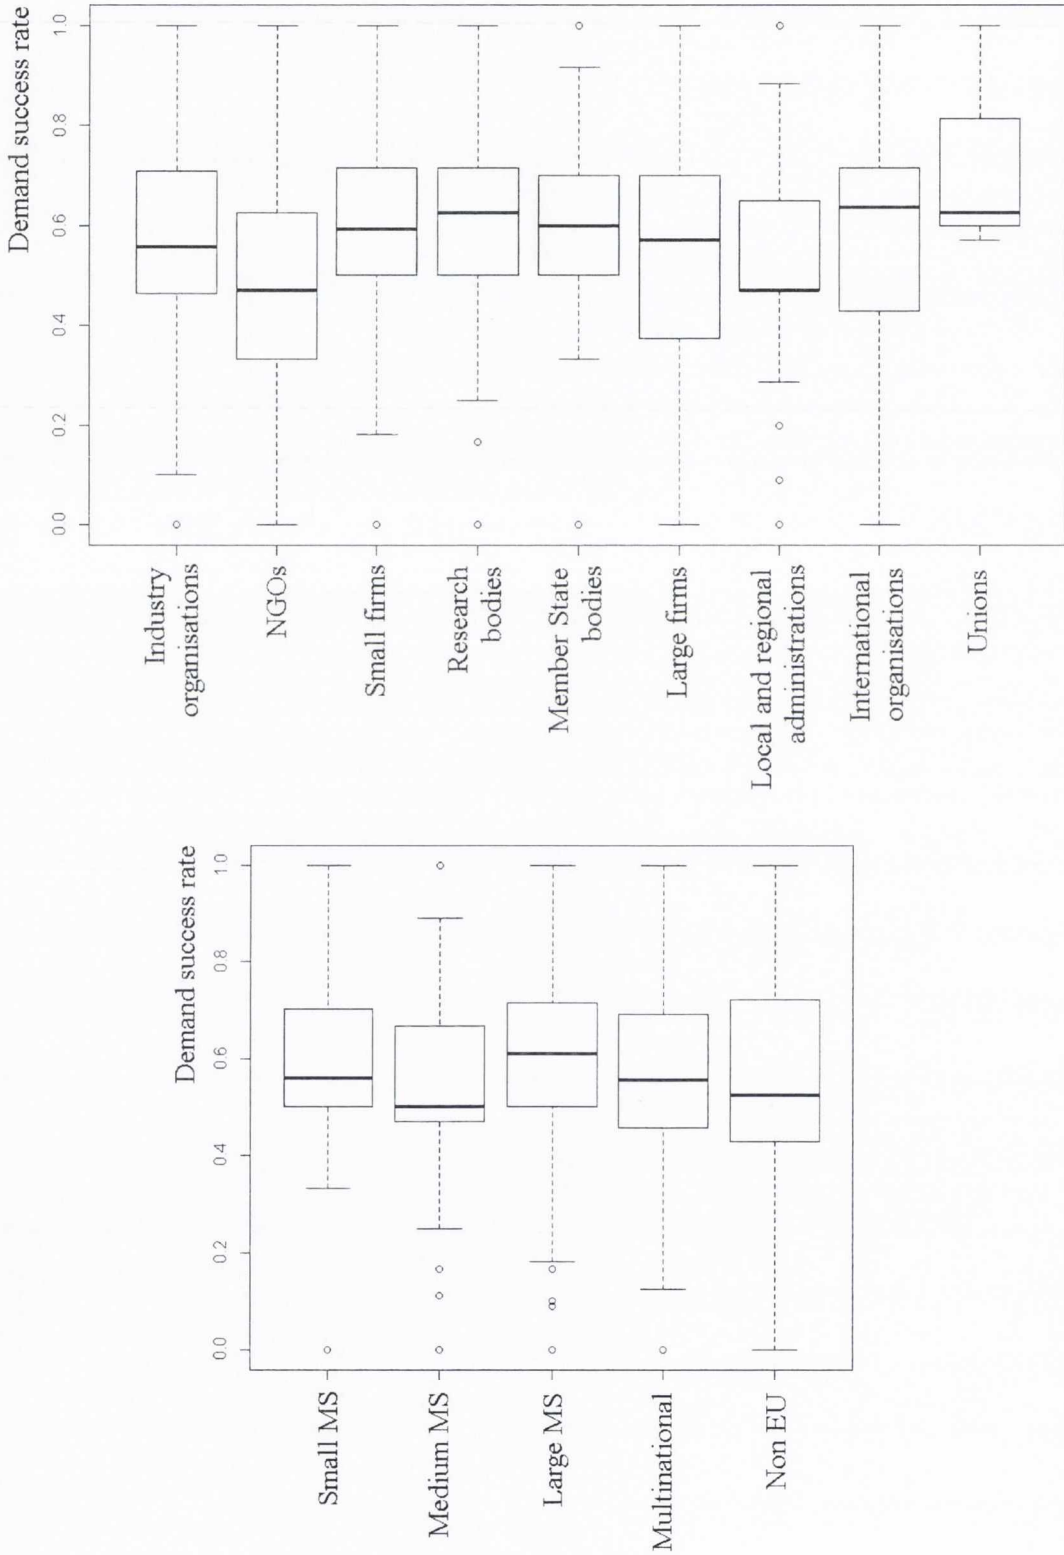 Demand success rate
1.0
0.8
0.6
0.4
0.2
0.0
Industry
organisations
NGOs
Small firms
Research
bodies
Member State
bodies
Large firms
Local and regional
administrations
International
organisations
Unions
Demand success rate
1.0
0.8
0.6
0.4
0.2
0.0
Small MS
Medium MS
Large MS
Multinational
Non EU